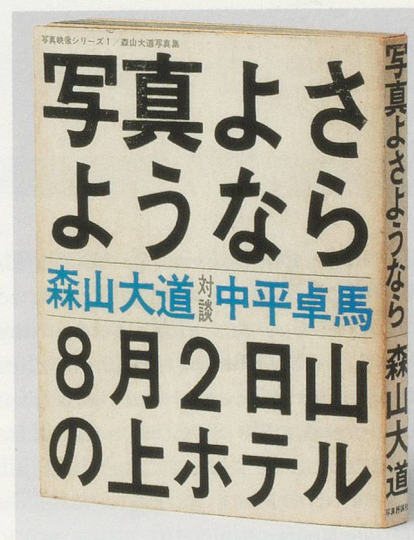 写真映像シリーズ1/森山大道写真集
写真よさ
ようなら
森山大道 対談 中平卓馬
8月2日山
の上ホテル
写真よさようなら 森山大道